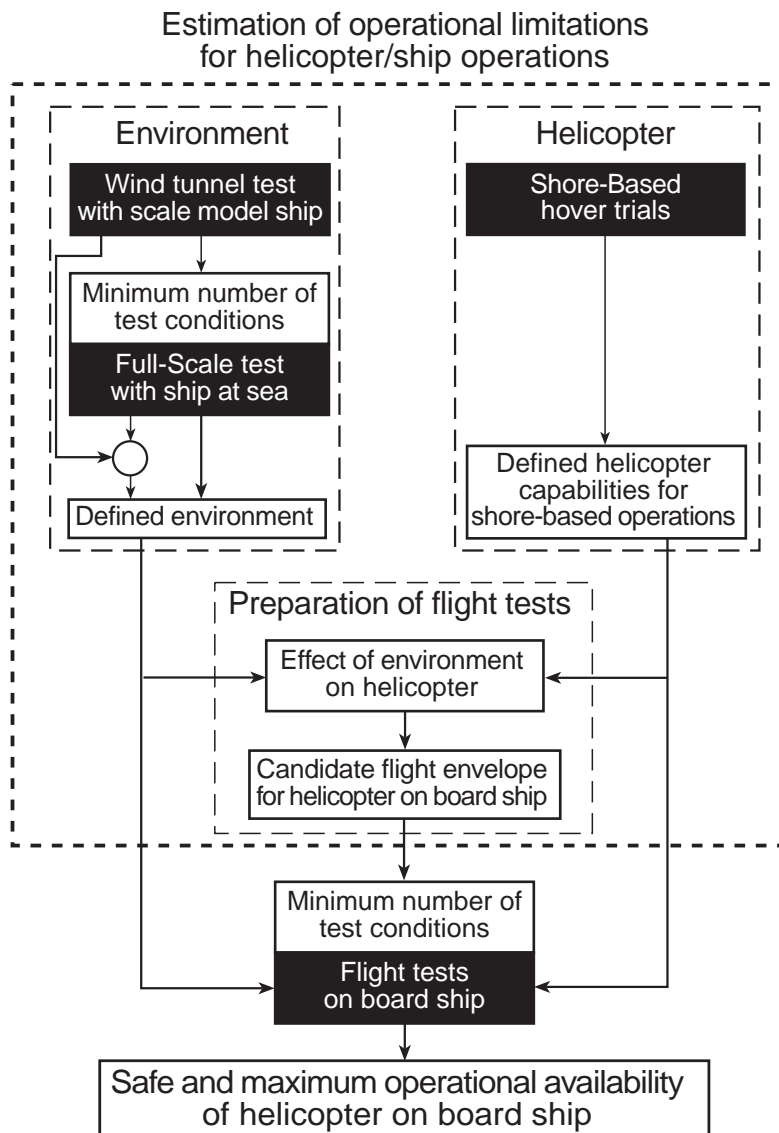 Estimation of operational limitations
for helicopter/ship operations
Environment
Wind tunnel test
with scale model ship
Minimum number of
test conditions
Full-Scale test
with ship at sea
Defined environment
Helicopter
Shore-Based
hover trials
Defined helicopter
capabilities for
shore-based operations
Preparation of flight tests
Effect of environment
on helicopter
Candidate flight envelope
for helicopter on board ship
Minimum number of
test conditions
Flight tests
on board ship
Safe and maximum operational availability
of helicopter on board ship